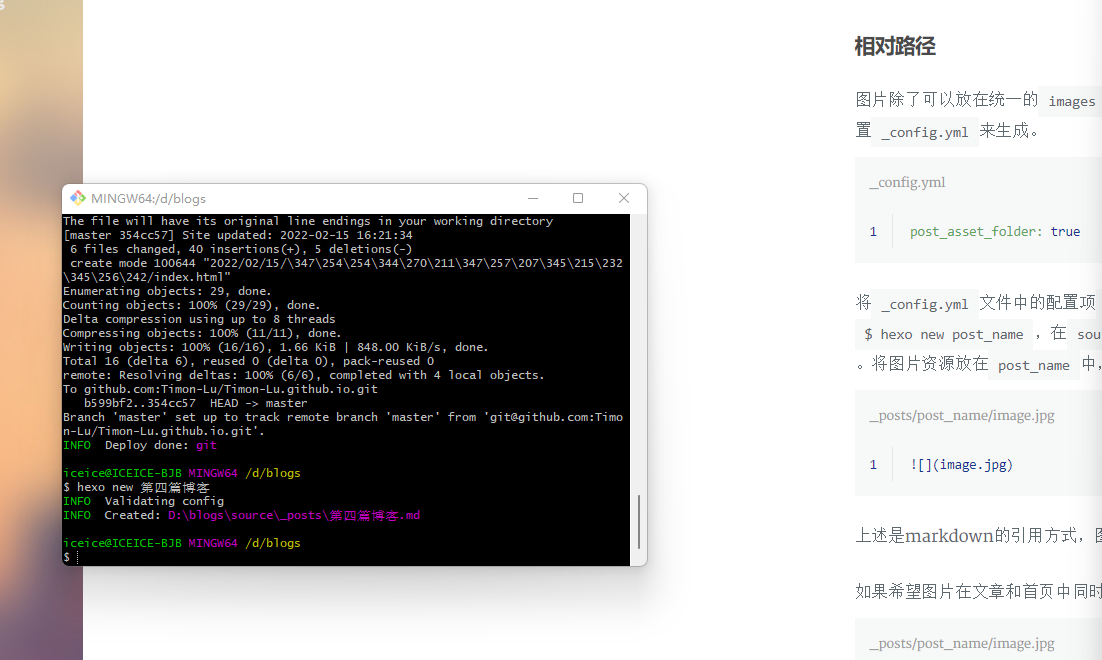 MINGW64:/d/blogs
The file will have its original line endings in your working directory
[master 354cc57] Site updated: 2022-02-15 16:21:34
 6 files changed, 40 insertions(+), 5 deletions(-)
 create mode 100644 "2022/02/15/\347\254\254\344\270\211\347\257\207\345\215\232
\345\256\242/index.html"
Enumerating objects: 29, done.
Counting objects: 100% (29/29), done.
Delta compression using up to 8 threads
Compressing objects: 100% (11/11), done.
Writing objects: 100% (16/16), 1.66 KiB | 848.00 KiB/s, done.
Total 16 (delta 6), reused 0 (delta 0), pack-reused 0
remote: Resolving deltas: 100% (6/6), completed with 4 local objects.
To github.com:Timon-Lu/Timon-Lu.github.io.git
   b599bf2..354cc57  HEAD -> master
Branch 'master' set up to track remote branch 'master' from 'git@github.com:Timo
n-Lu/Timon-Lu.github.io.git'.
INFO  Deploy done: git
iceice@ICEICE-BJB MINGW64 /d/blogs
$ hexo new 第四篇博客
INFO  Validating config
INFO  Created: D:\blogs\source\_posts\第四篇博客.md
iceice@ICEICE-BJB MINGW64 /d/blogs
$
相对路径
图片除了可以放在统一的 images
置 _config.yml 来生成。
_config.yml
1 post_asset_folder: true
将 _config.yml 文件中的配置项
$ hexo new post_name ，在 sou
。将图片资源放在 post_name 中，
_posts/post_name/image.jpg
1 ![](image.jpg)
上述是markdown的引用方式，
如果希望图片在文章和首页中同时
_posts/post_name/image.jpg